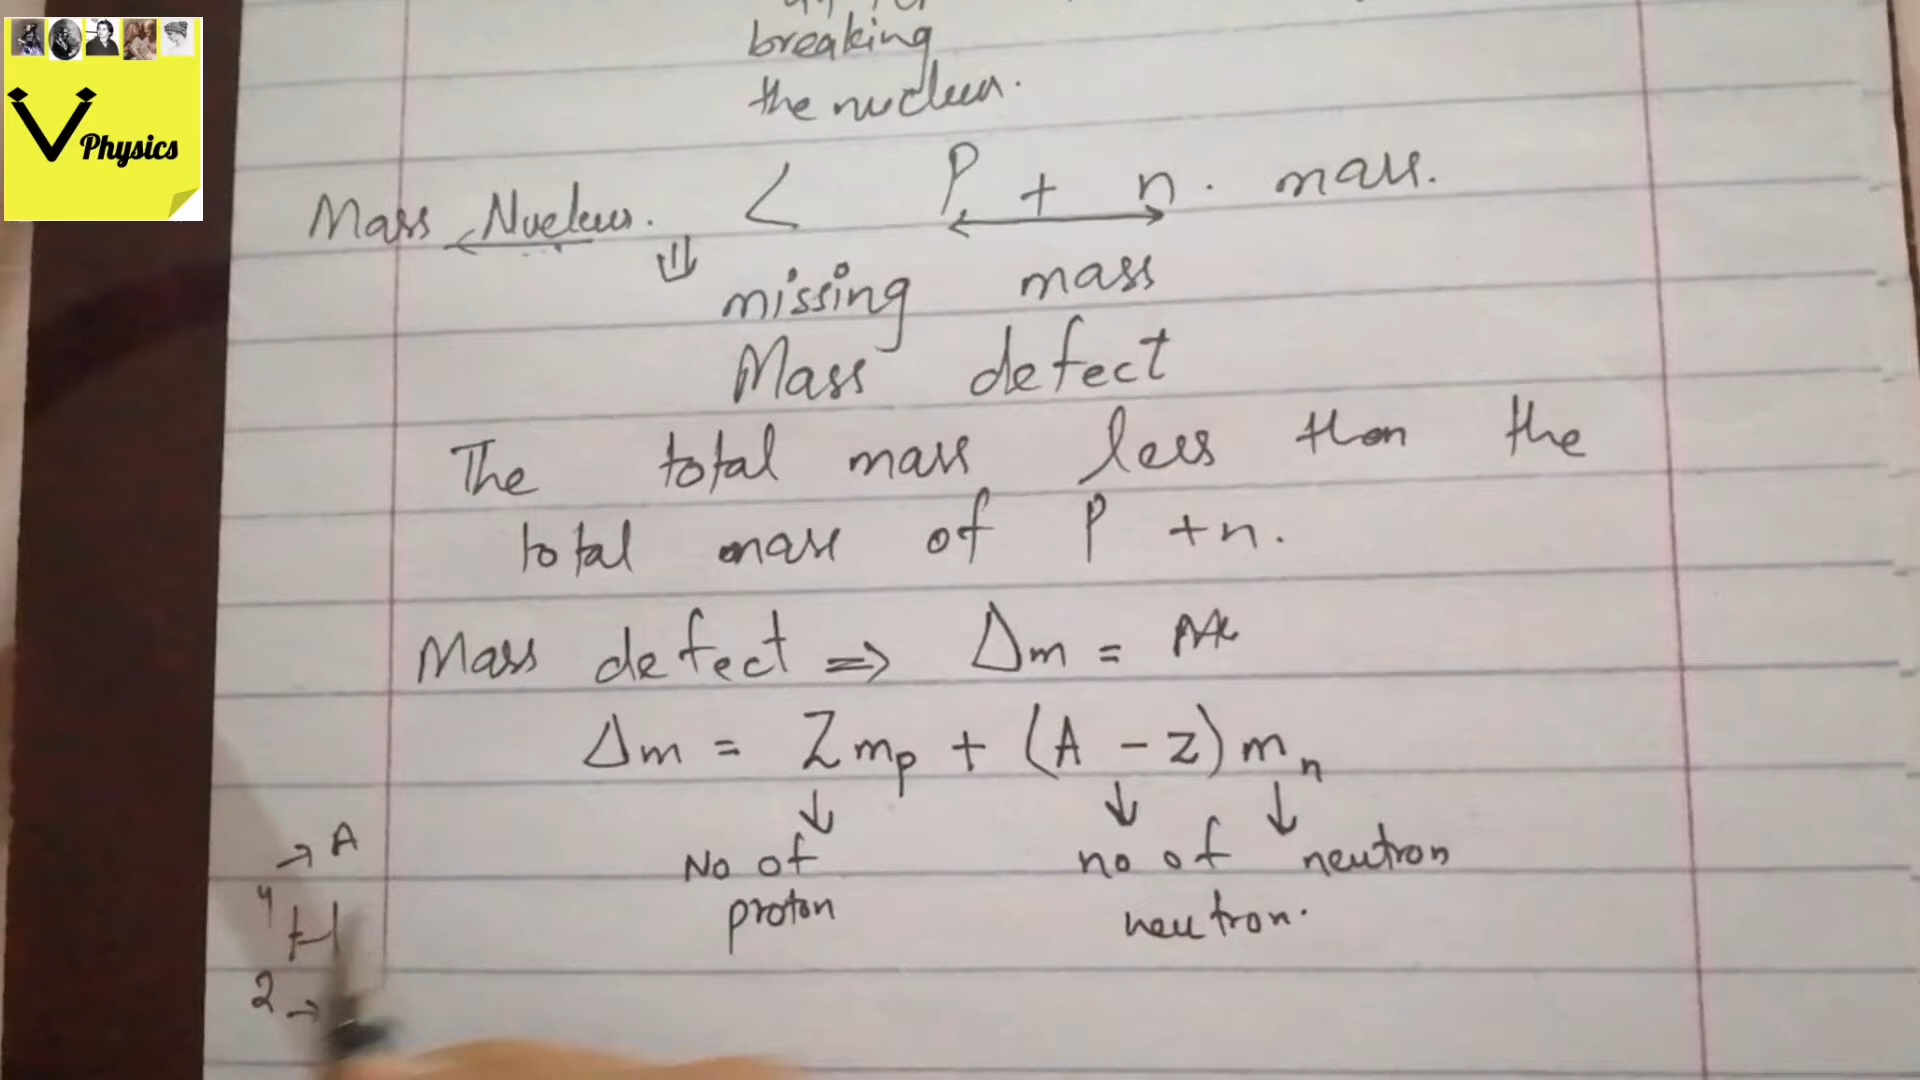 V Physics
breaking
the nucleus.
Mass Nucleus. < P + n. mass.
⇓
missing mass
Mass defect
The total mass less than the
total mass of P + n.
Mass defect ⇒ Δm =
Δm = Zmp + (A - z) mn
↓ ↓ ↓
No of no of neutron
proton neutron.
→ A
4
H
2 →